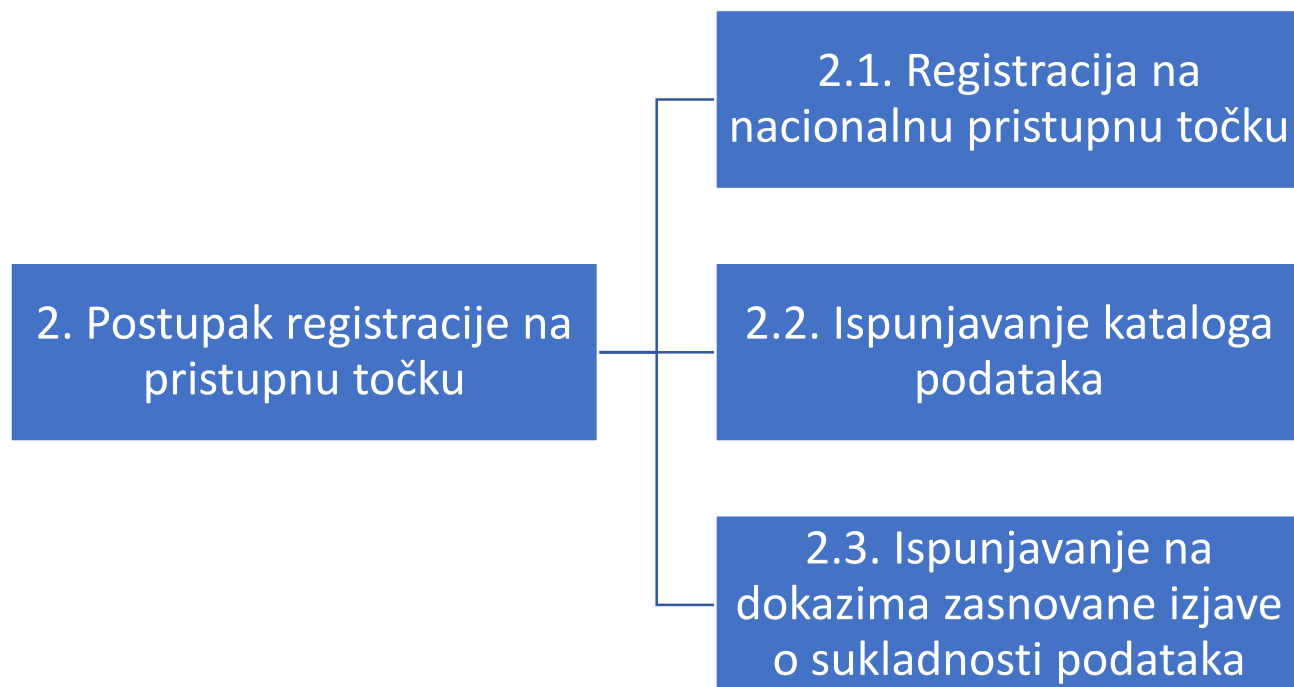 2.1. Registracija na
nacionalnu pristupnu točku
2. Postupak registracije na
pristupnu točku
2.2. Ispunjavanje kataloga
podataka
2.3. Ispunjavanje na
dokazima zasnovane izjave
o sukladnosti podataka